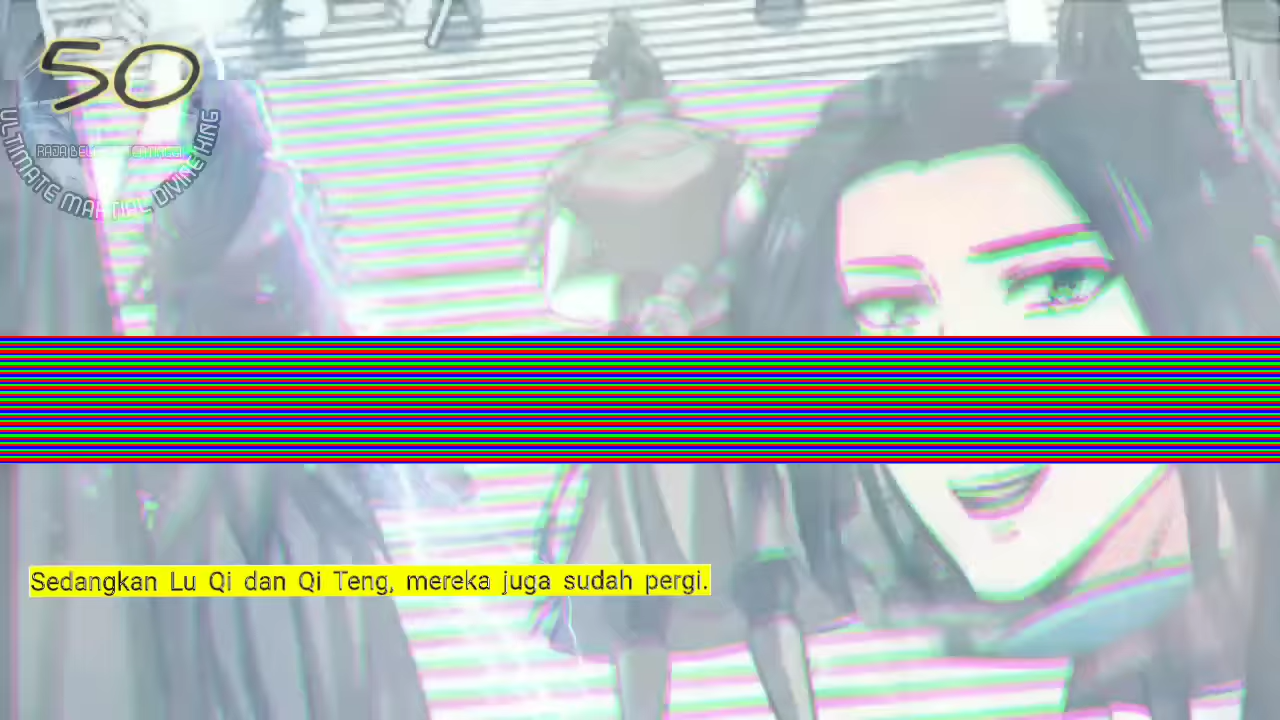 50
ULTIMATE MARTIAL DIVINE KING
Sedangkan Lu Qi dan Qi Teng, mereka juga sudah pergi.